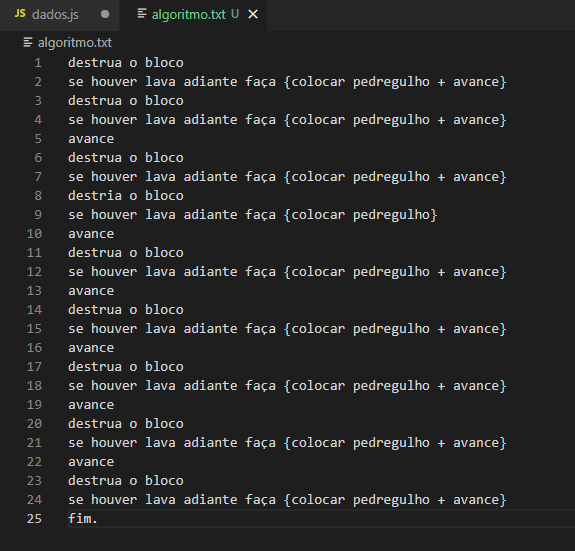 JS dados.js
algoritmo.txt U
algoritmo.txt
1 destrua o bloco
2 se houver lava adiante faça {colocar pedregulho + avance}
3 destrua o bloco
4 se houver lava adiante faça {colocar pedregulho + avance}
5 avance
6 destrua o bloco
7 se houver lava adiante faça {colocar pedregulho + avance}
8 destria o bloco
9 se houver lava adiante faça {colocar pedregulho}
10 avance
11 destrua o bloco
12 se houver lava adiante faça {colocar pedregulho + avance}
13 avance
14 destrua o bloco
15 se houver lava adiante faça {colocar pedregulho + avance}
16 avance
17 destrua o bloco
18 se houver lava adiante faça {colocar pedregulho + avance}
19 avance
20 destrua o bloco
21 se houver lava adiante faça {colocar pedregulho + avance}
22 avance
23 destrua o bloco
24 se houver lava adiante faça {colocar pedregulho + avance}
25 fim.